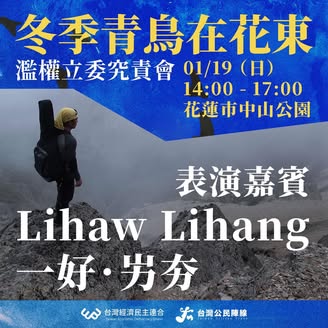 冬季青鳥在花東
濫權立委究責會
01/19（日）
14:00 - 17:00
花蓮市中山公園
表演嘉賓
Lihaw Lihang
一好·屴夯
台灣經濟民主連合
台灣公民陣線